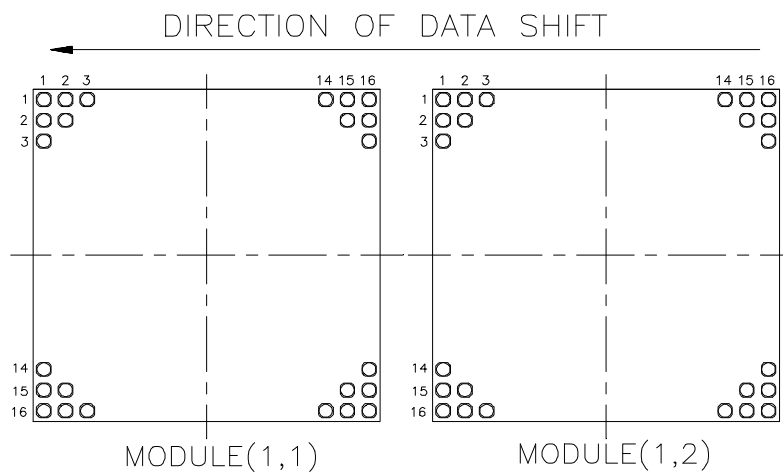 DIRECTION OF DATA SHIFT
1 2 3 14 15 16 1 2 3 14 15 16
1 1
2 2
3 3
14 14
15 15
16 16
MODULE(1,1) MODULE(1,2)